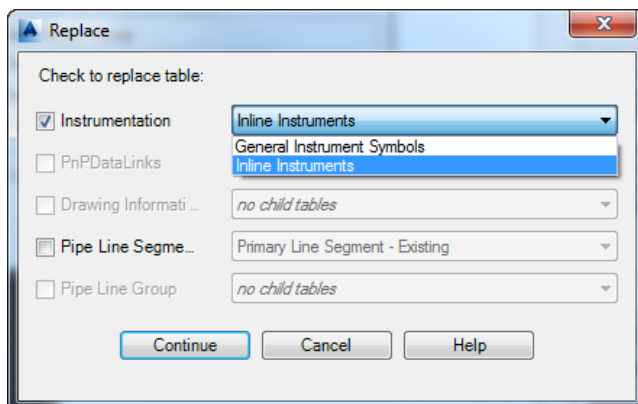 Replace
Check to replace table:
Instrumentation Inline Instruments
General Instrument Symbols
PnPDataLinks Inline Instruments
Drawing Informati ... no child tables
Pipe Line Segme... Primary Line Segment - Existing
Pipe Line Group no child tables
Continue Cancel Help